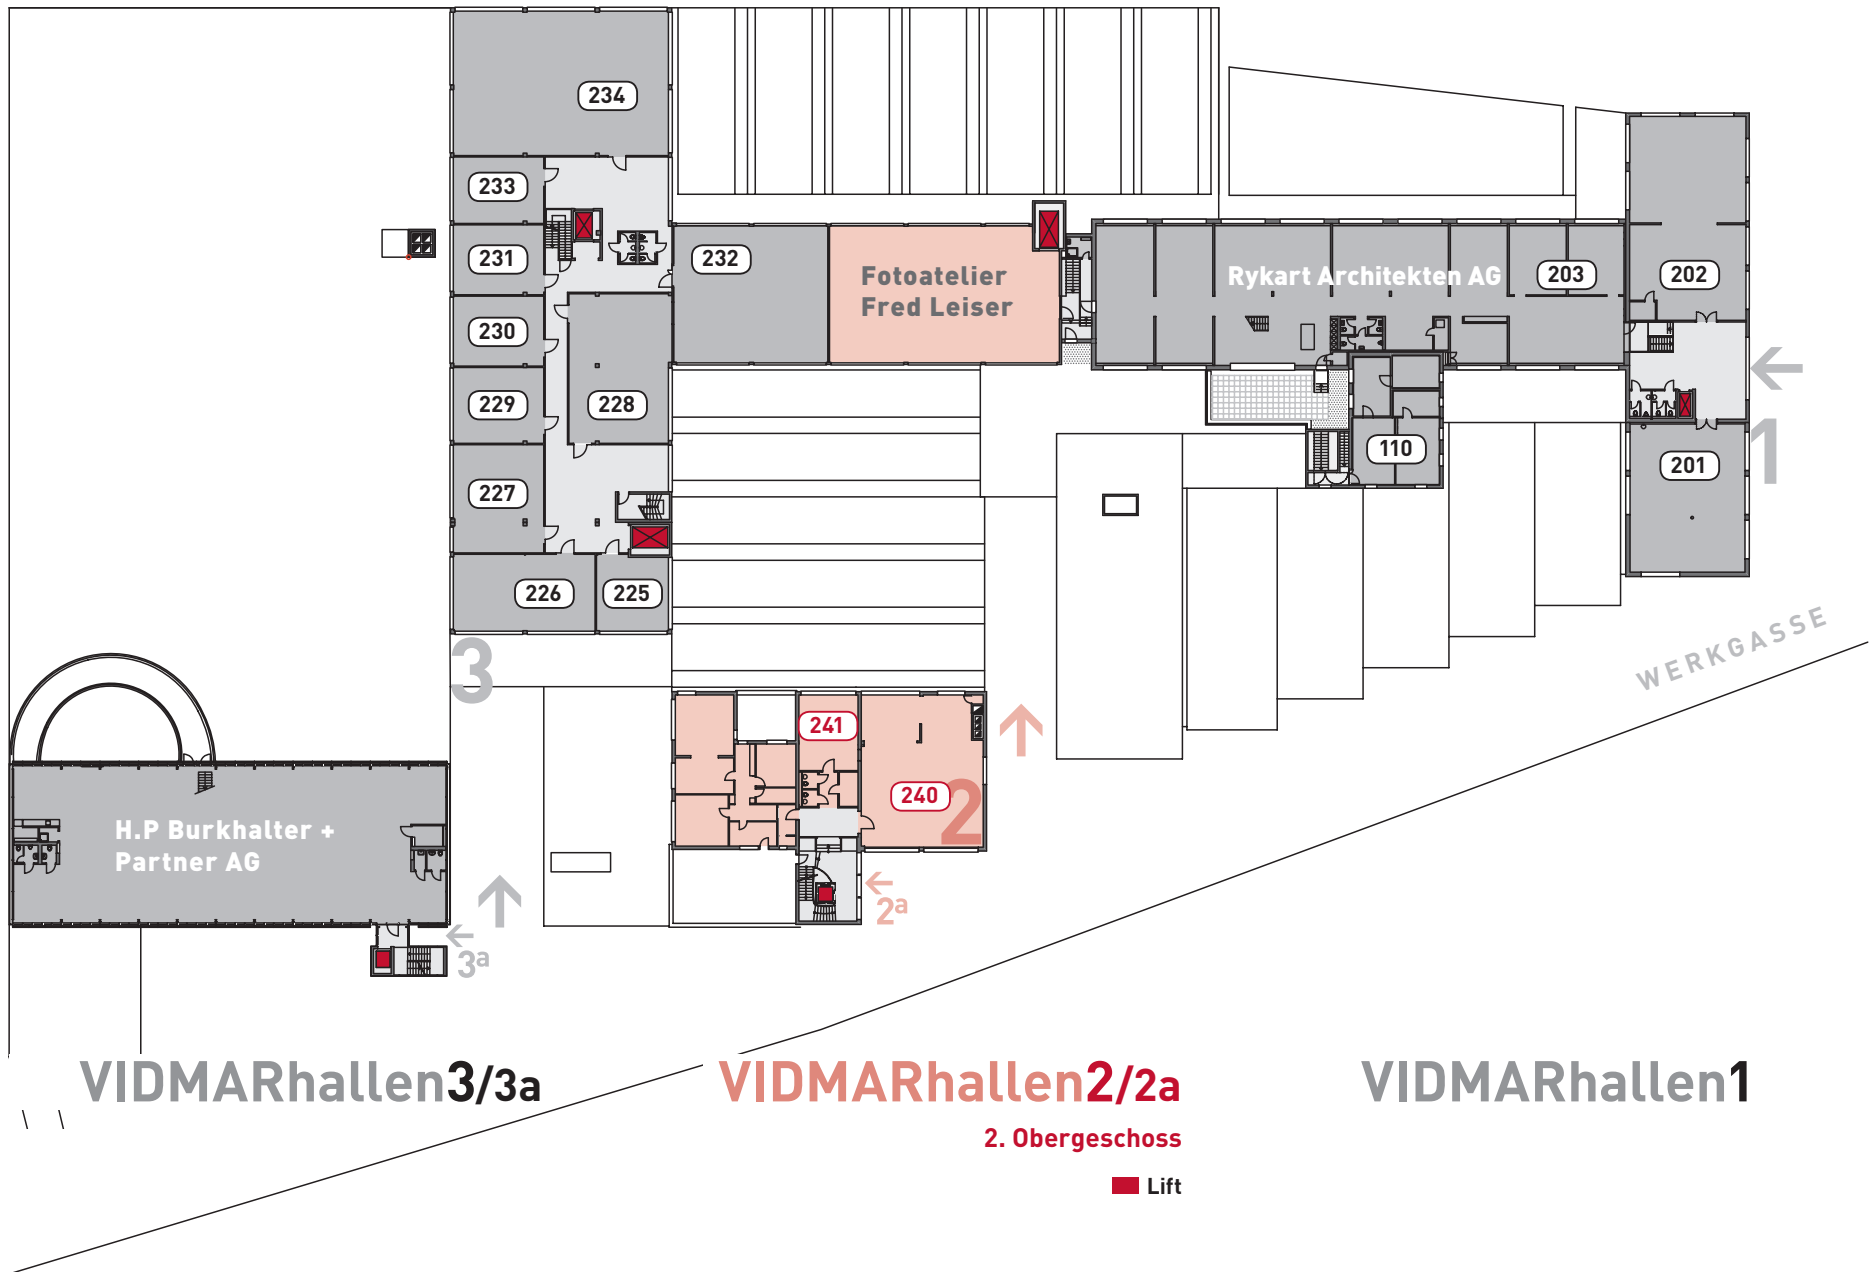 234
233
231
232
Fotoatelier
Fred Leiser
Rykart Architekten AG
203
202
230
229
228
110
201
1
227
226
225
3
WERKGASSE
241
240
2
H.P Burkhalter +
Partner AG
2a
3a
VIDMARhallen3/3a
VIDMARhallen2/2a
VIDMARhallen1
2. Obergeschoss
Lift